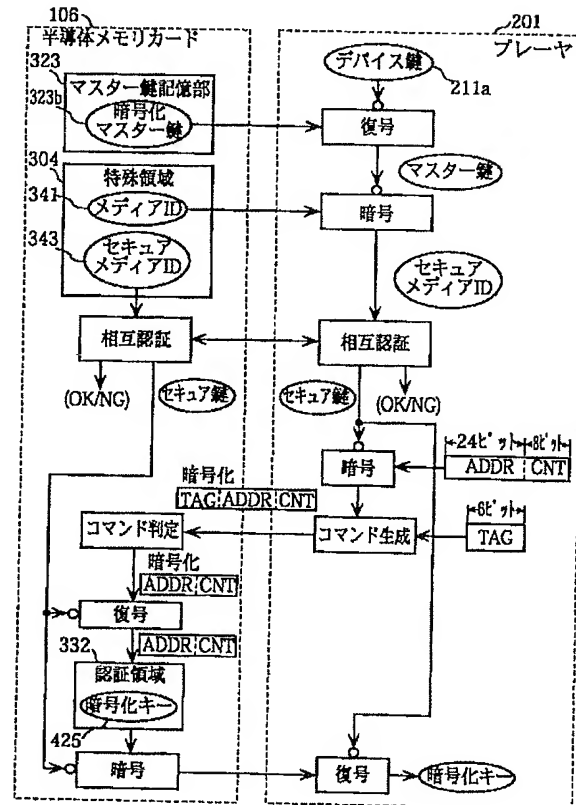 106
半導体メモリカード
323
マスター鍵記憶部
323b
暗号化
マスター鍵
304
特殊領域
341
メディアID
343
セキュア
メディアID
相互認証
(OK/NG)
セキュア鍵
暗号化
TAG ADDR CNT
コマンド判定
暗号化
ADDR CNT
復号
ADDR CNT
332
認証領域
暗号化キー
425
暗号
201
プレーヤ
デバイス鍵
211a
復号
マスター鍵
暗号
セキュア
メディアID
相互認証
セキュア鍵
(OK/NG)
24ビット 8ビット
暗号
ADDR CNT
6ビット
コマンド生成
TAG
復号
暗号化キー